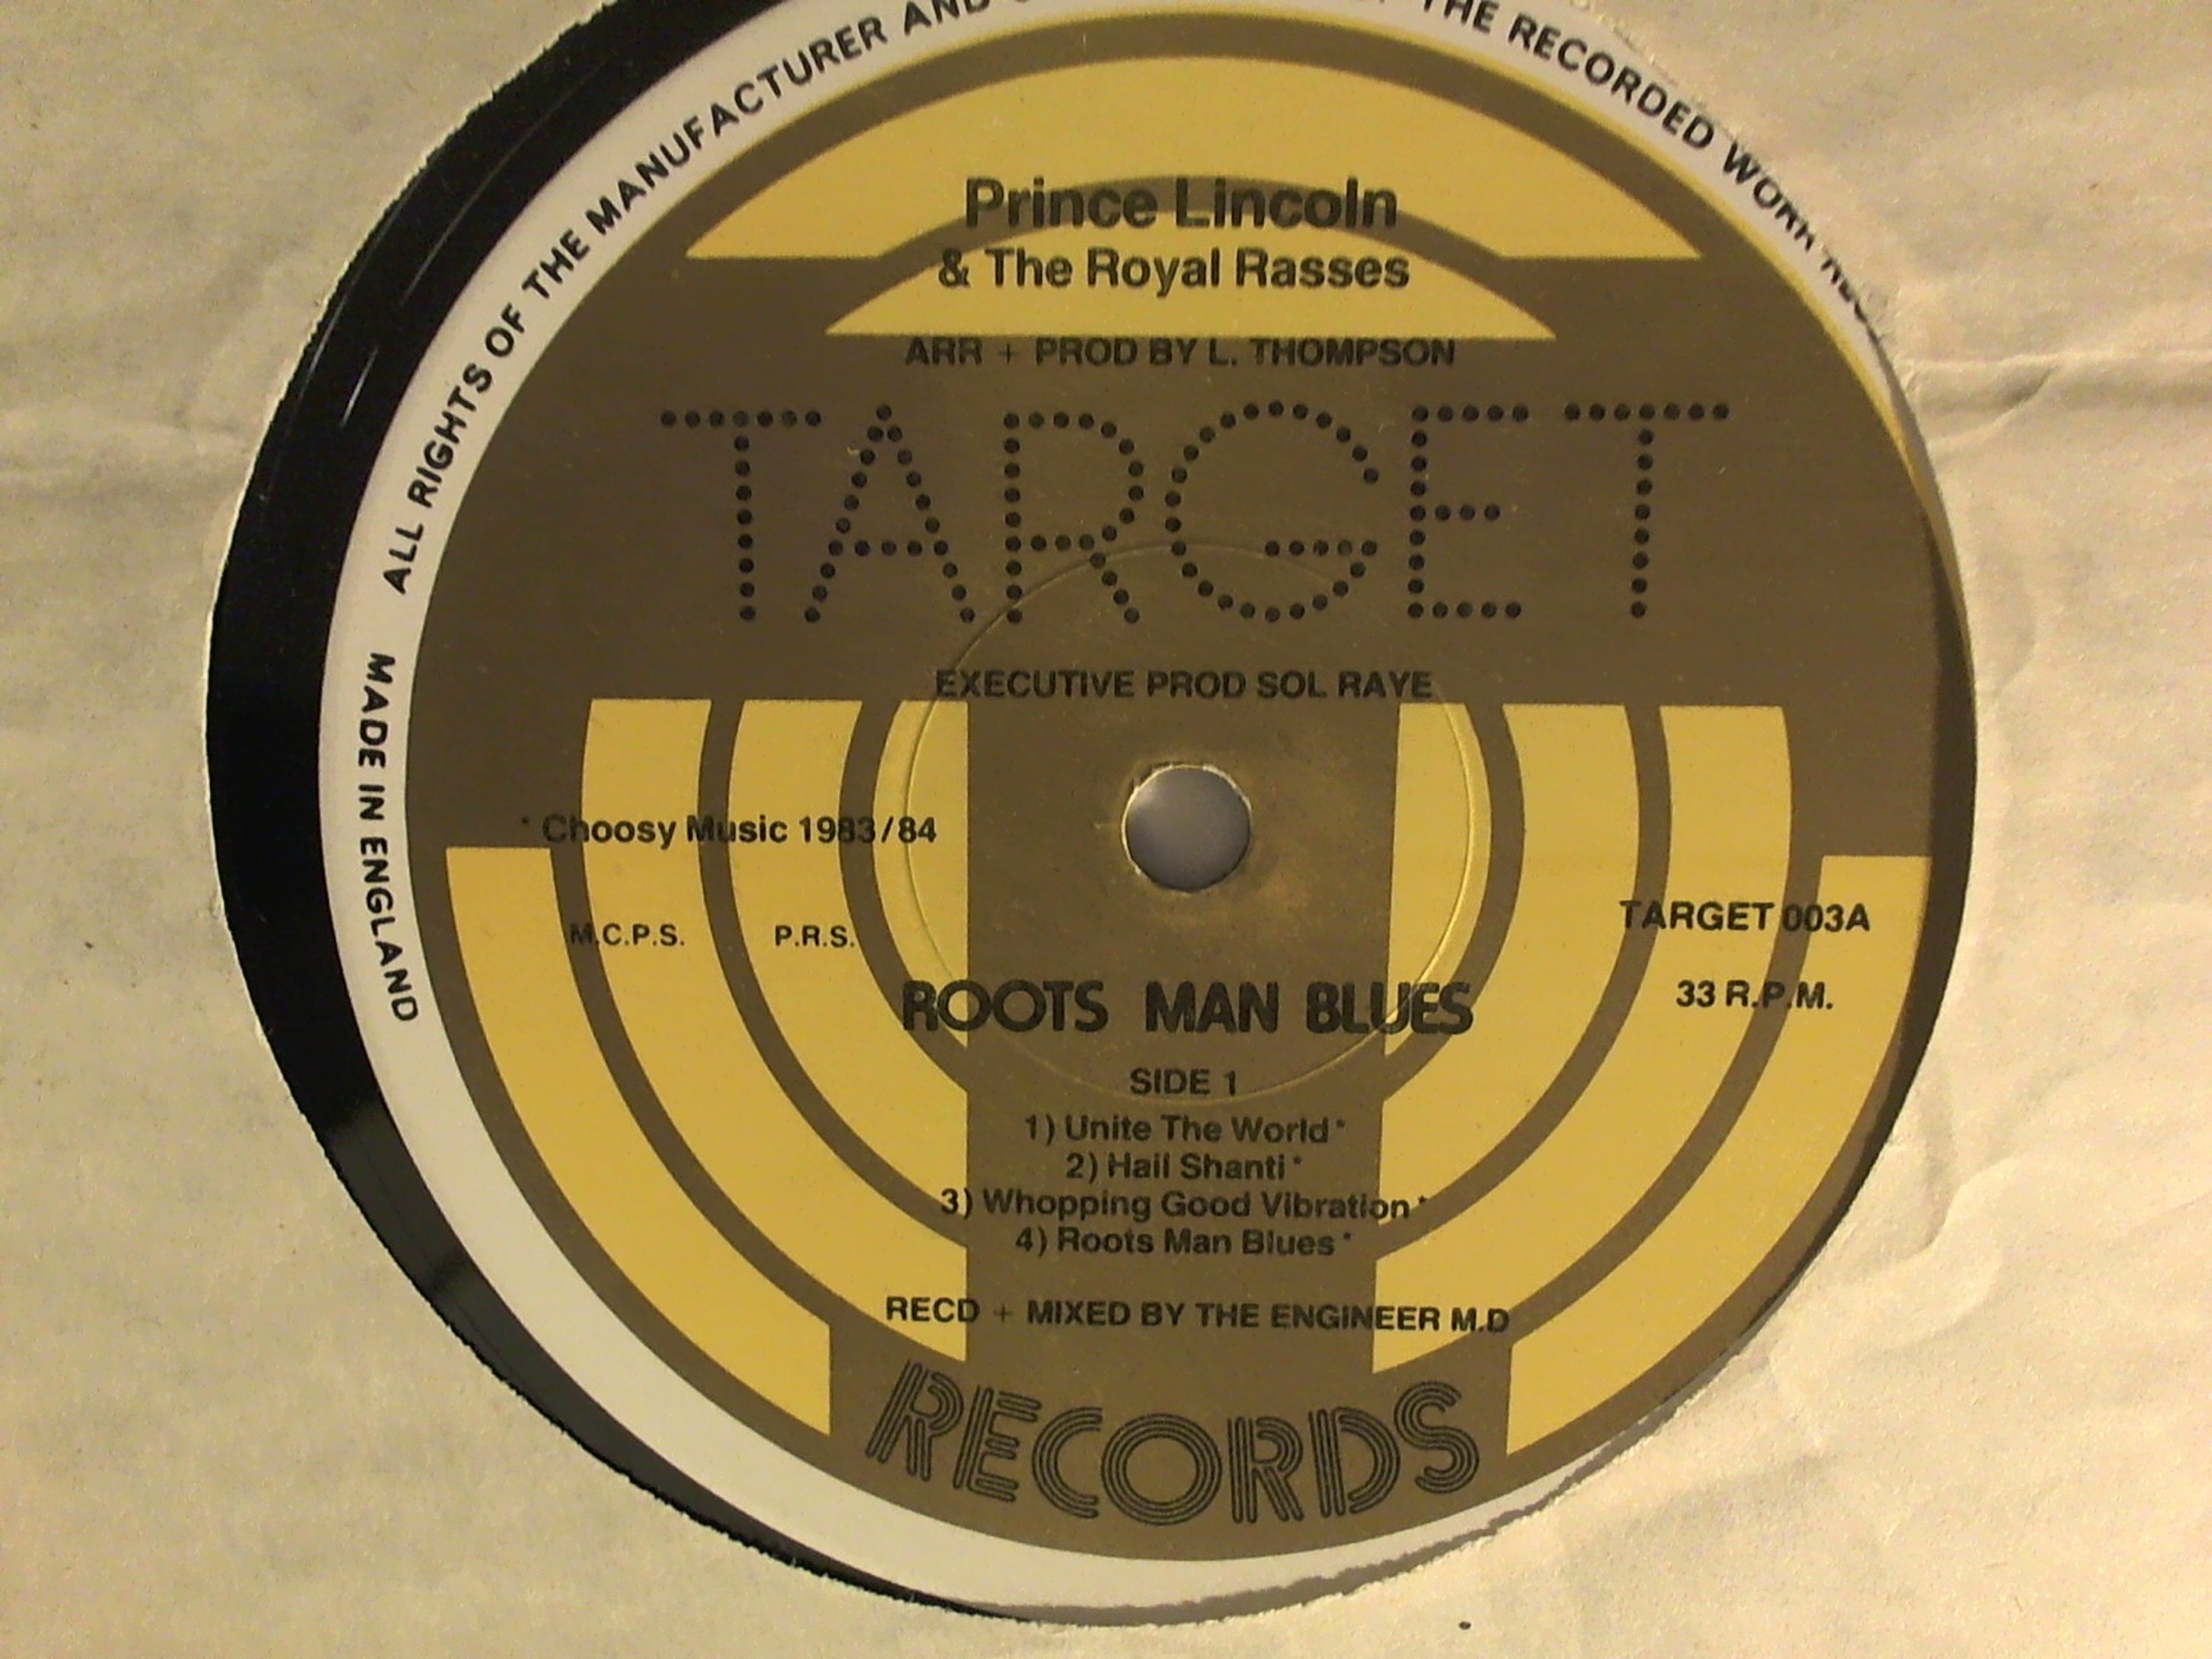 ALL RIGHTS OF THE MANUFACTURER AND
THE RECORDED WORK
MADE IN ENGLAND
Prince Lincoln
& The Royal Rasses
ARR + PROD BY L. THOMPSON
TARGET
EXECUTIVE PROD SOL RAYE
* Choosy Music 1983/84
M.C.P.S. P.R.S.
TARGET 003A
33 R.P.M.
ROOTS MAN BLUES
SIDE 1
1) Unite The World*
2) Hail Shanti*
3) Whopping Good Vibration*
4) Roots Man Blues*
RECD + MIXED BY THE ENGINEER M.D
RECORDS